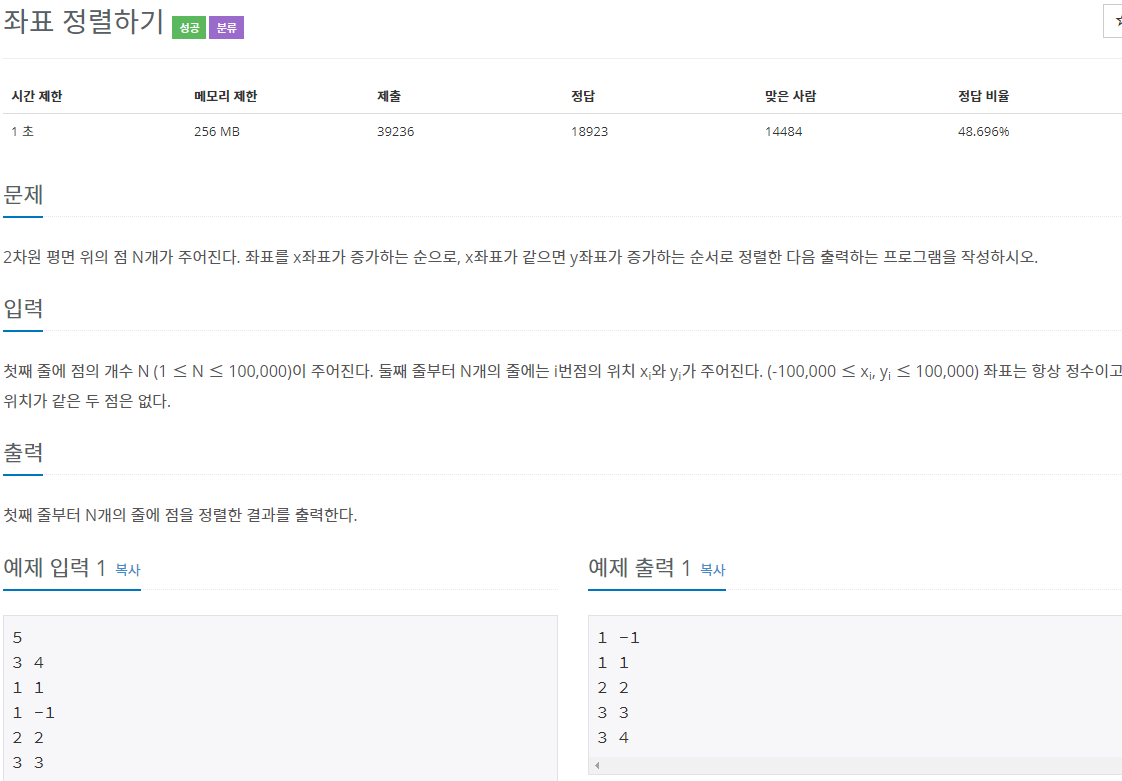 좌표 정렬하기 성공 분류
시간 제한 메모리 제한 제출 정답 맞은 사람 정답 비율
1 초 256 MB 39236 18923 14484 48.696%
문제
2차원 평면 위의 점 N개가 주어진다. 좌표를 x좌표가 증가하는 순으로, x좌표가 같으면 y좌표가 증가하는 순서로 정렬한 다음 출력하는 프로그램을 작성하시오.
입력
첫째 줄에 점의 개수 N (1 ≤ N ≤ 100,000)이 주어진다. 둘째 줄부터 N개의 줄에는 i번점의 위치 xi와 yi가 주어진다. (-100,000 ≤ xi, yi ≤ 100,000) 좌표는 항상 정수이고
위치가 같은 두 점은 없다.
출력
첫째 줄부터 N개의 줄에 점을 정렬한 결과를 출력한다.
예제 입력 1 복사
5
3 4
1 1
1 -1
2 2
3 3
예제 출력 1 복사
1 -1
1 1
2 2
3 3
3 4